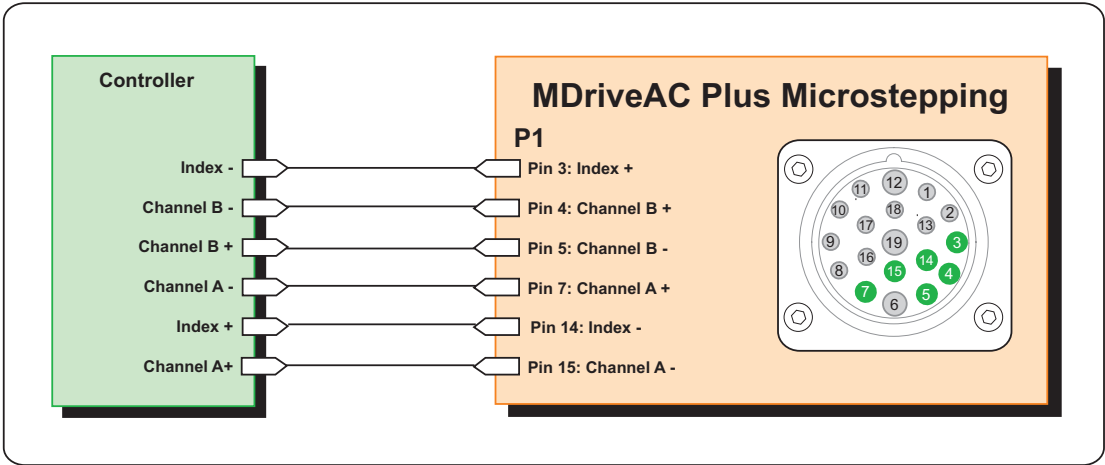 Controller
MDriveAC Plus Microstepping
P1
Index -
Pin 3: Index +
Channel B -
Pin 4: Channel B +
Channel B +
Pin 5: Channel B -
Channel A -
Pin 7: Channel A +
Index +
Pin 14: Index -
Channel A+
Pin 15: Channel A -
12
11
1
10
18
2
17
13
9
19
3
16
14
8
15
4
7
5
6